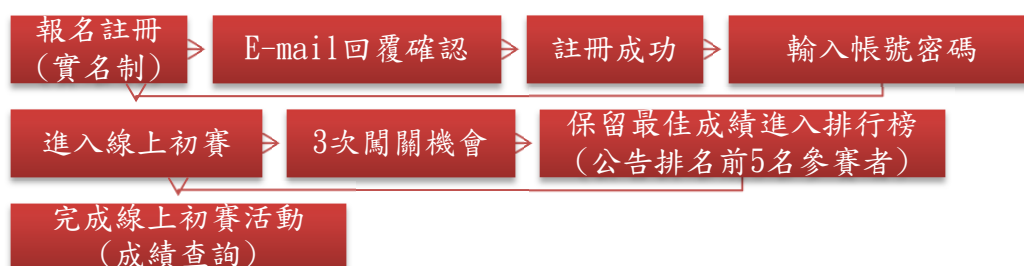 報名註冊
(實名制)
E-mail回覆確認
註冊成功
輸入帳號密碼
進入線上初賽
3次闖關機會
保留最佳成績進入排行榜
(公告排名前5名參賽者)
完成線上初賽活動
(成績查詢)